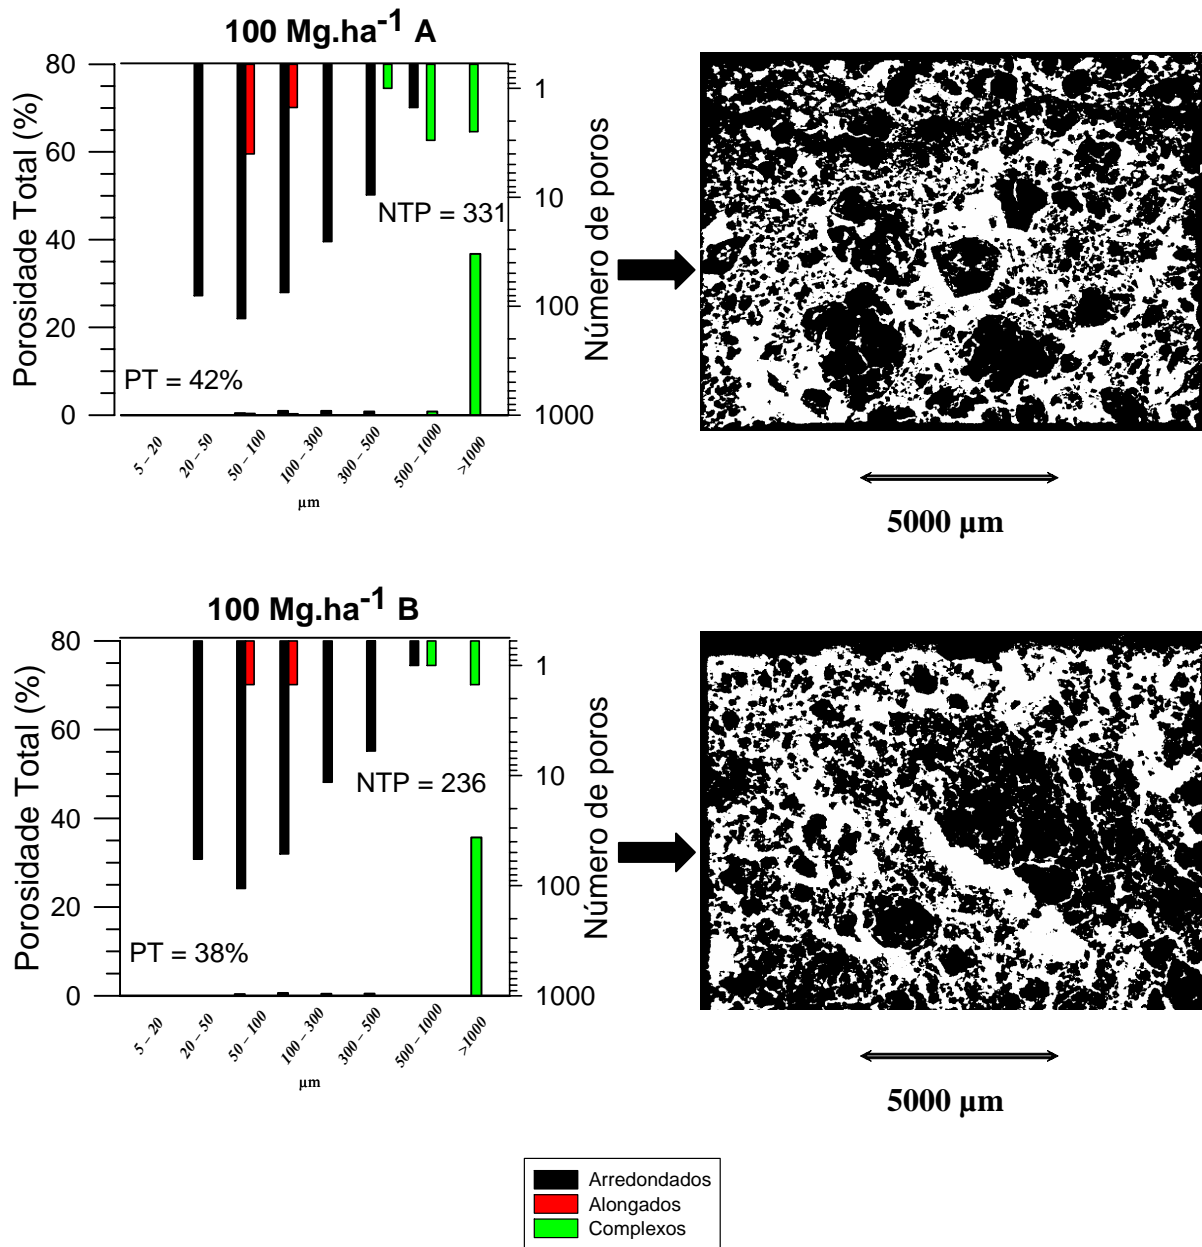 100 Mg.ha⁻¹ A
Porosidade Total (%)
80
60
40
20
0
1
10
100
1000
Número de poros
NTP = 331
PT = 42%
5 – 20
20 – 50
50 – 100
100 – 300
300 – 500
500 – 1000
>1000
µm
5000 µm
100 Mg.ha⁻¹ B
Porosidade Total (%)
80
60
40
20
0
1
10
100
1000
Número de poros
NTP = 236
PT = 38%
5 – 20
20 – 50
50 – 100
100 – 300
300 – 500
500 – 1000
>1000
µm
5000 µm
Arredondados
Alongados
Complexos